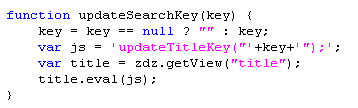 function updateSearchKey(key) {
    key = key == null ? "" : key;
    var js = 'updateTitleKey("'+key+'");';
    var title = zdz.getView("title");
    title.eval(js);
}